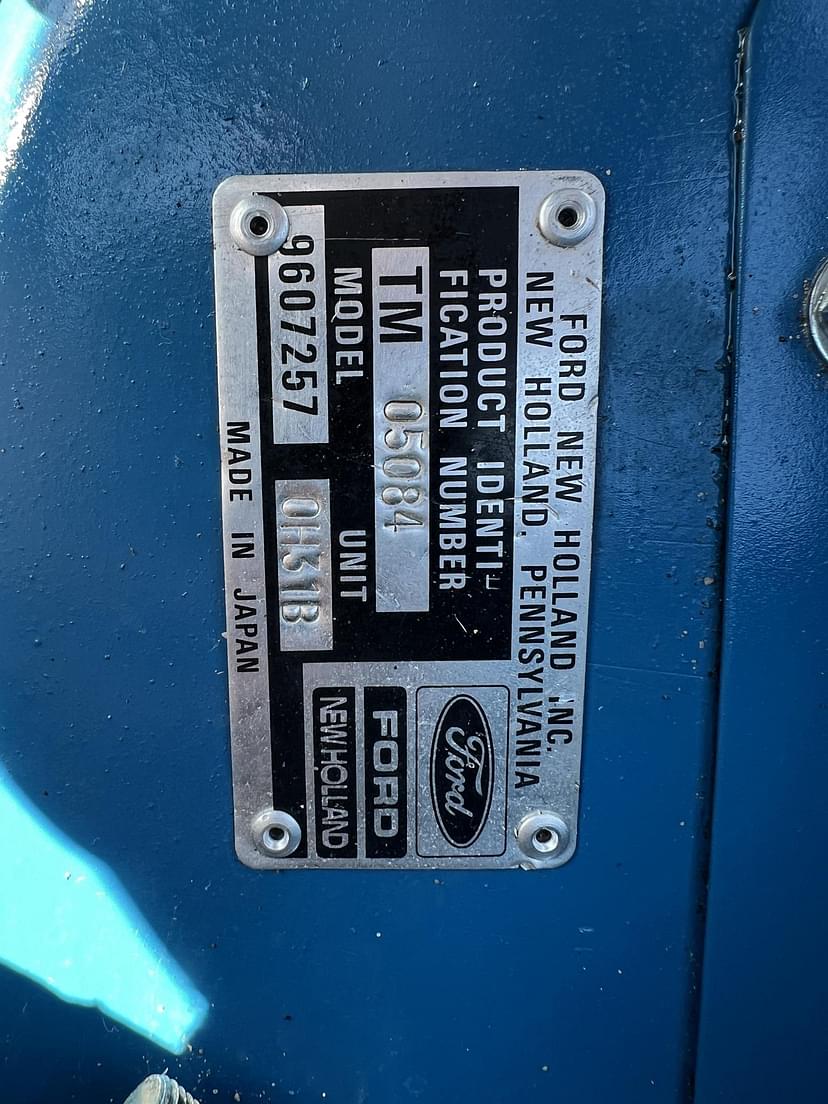 FORD NEW HOLLAND INC.
NEW HOLLAND, PENNSYLVANIA
PRODUCT IDENTI-
FICATION NUMBER
TM 05084
MODEL UNIT
9607257 0H31B
MADE IN JAPAN
Ford
FORD
NEW HOLLAND